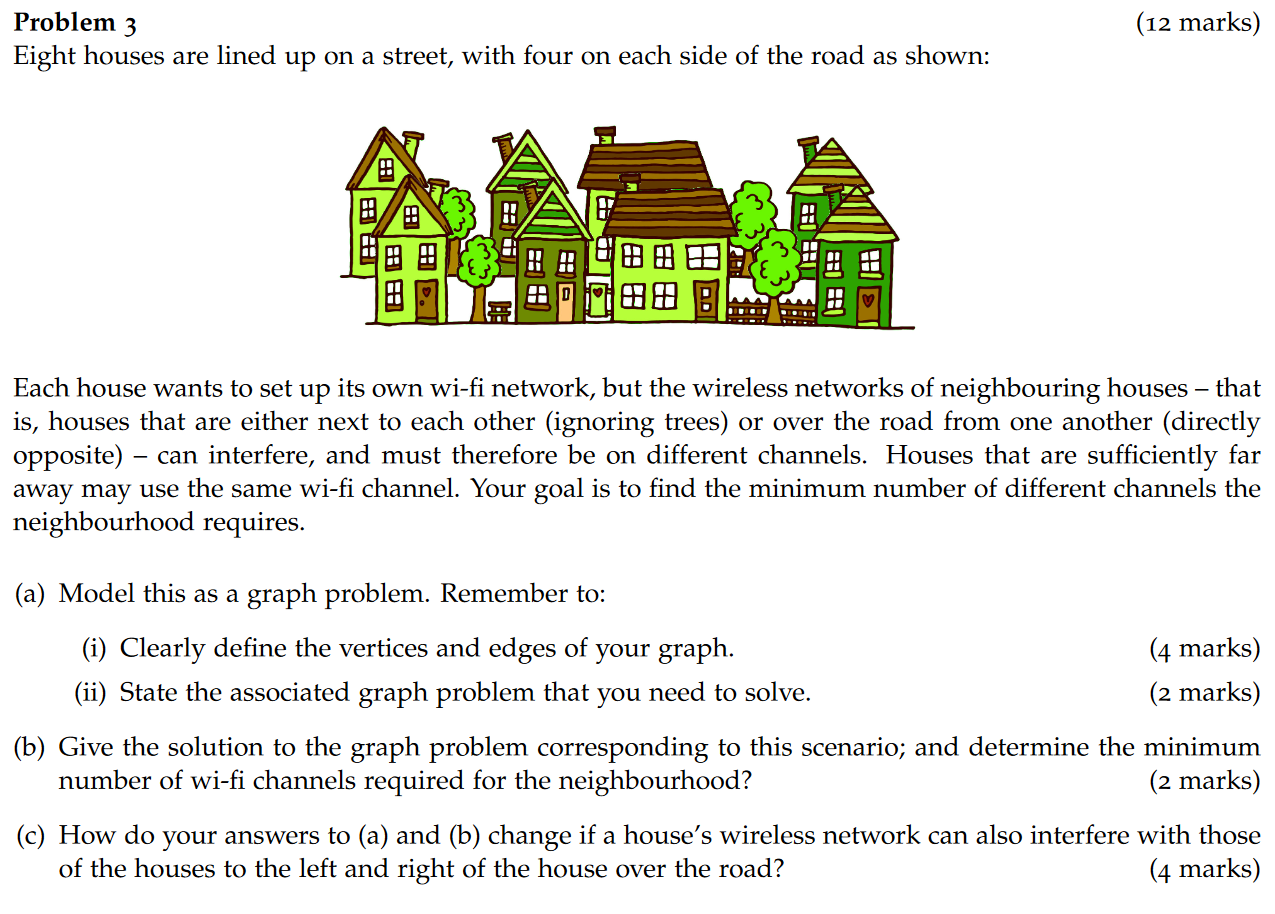 Problem 3 (12 marks)
Eight houses are lined up on a street, with four on each side of the road as shown:
Each house wants to set up its own wi-fi network, but the wireless networks of neighbouring houses – that
is, houses that are either next to each other (ignoring trees) or over the road from one another (directly
opposite) – can interfere, and must therefore be on different channels. Houses that are sufficiently far
away may use the same wi-fi channel. Your goal is to find the minimum number of different channels the
neighbourhood requires.
(a) Model this as a graph problem. Remember to:
(i) Clearly define the vertices and edges of your graph. (4 marks)
(ii) State the associated graph problem that you need to solve. (2 marks)
(b) Give the solution to the graph problem corresponding to this scenario; and determine the minimum
number of wi-fi channels required for the neighbourhood? (2 marks)
(c) How do your answers to (a) and (b) change if a house's wireless network can also interfere with those
of the houses to the left and right of the house over the road? (4 marks)